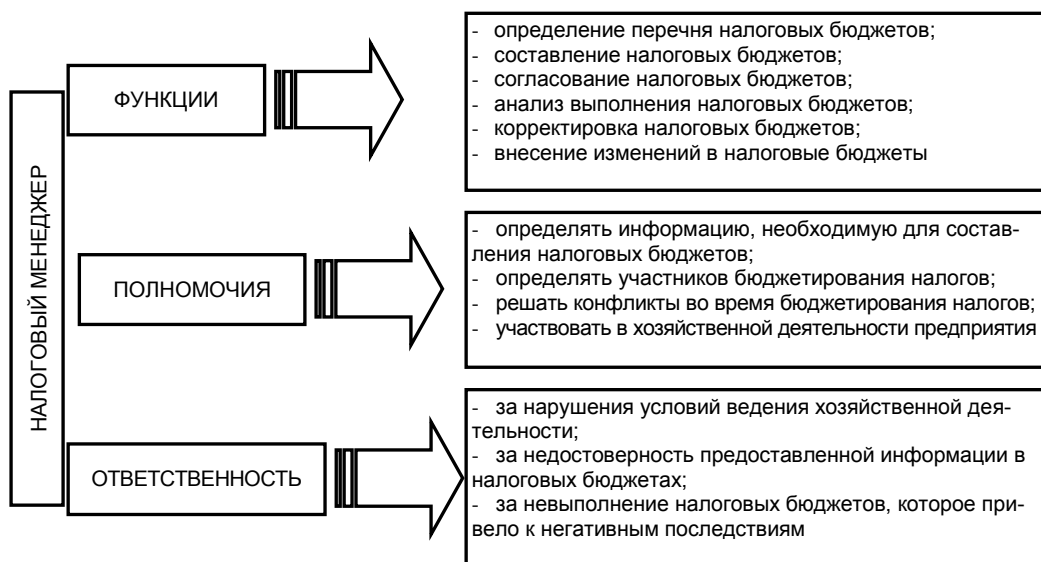 НАЛОГОВЫЙ МЕНЕДЖЕР
ФУНКЦИИ
- определение перечня налоговых бюджетов;
- составление налоговых бюджетов;
- согласование налоговых бюджетов;
- анализ выполнения налоговых бюджетов;
- корректировка налоговых бюджетов;
- внесение изменений в налоговые бюджеты
ПОЛНОМОЧИЯ
- определять информацию, необходимую для состав-
ления налоговых бюджетов;
- определять участников бюджетирования налогов;
- решать конфликты во время бюджетирования налогов;
- участвовать в хозяйственной деятельности предприятия
ОТВЕТСТВЕННОСТЬ
- за нарушения условий ведения хозяйственной дея-
тельности;
- за недостоверность предоставленной информации в
налоговых бюджетах;
- за невыполнение налоговых бюджетов, которое при-
вело к негативным последствиям